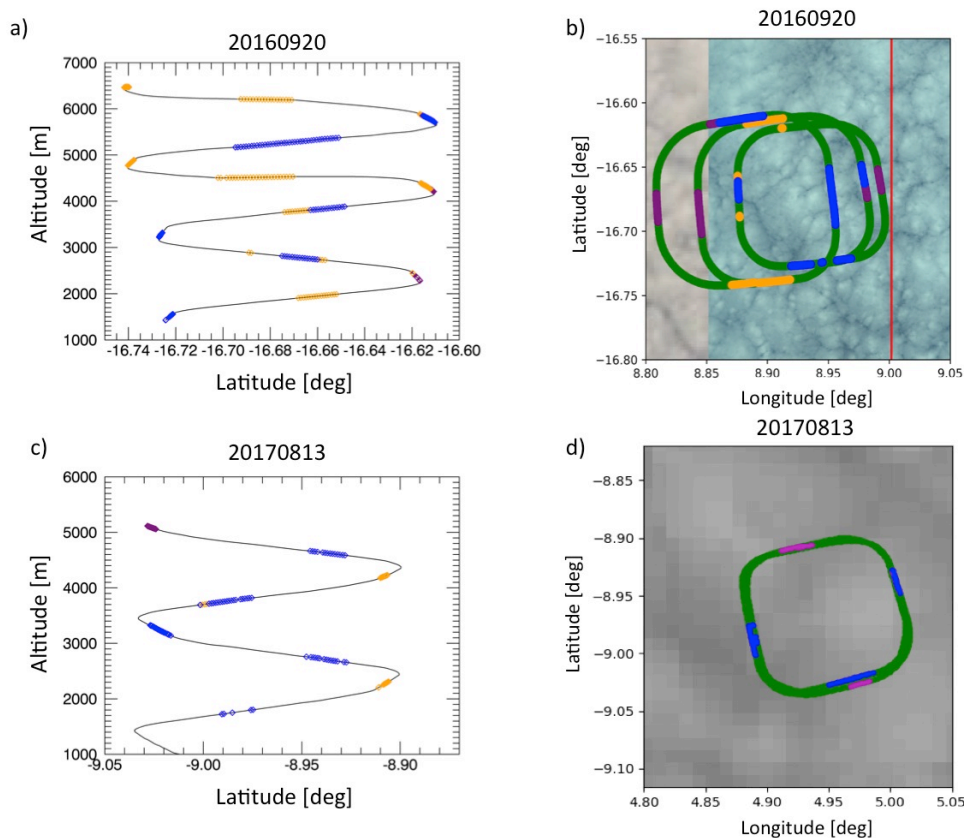 a)
20160920
7000
6000
5000
4000
3000
2000
1000
Altitude [m]
-16.74 -16.72 -16.70 -16.68 -16.66 -16.64 -16.62 -16.60
Latitude [deg]
b)
20160920
−16.55
−16.60
−16.65
−16.70
−16.75
−16.80
Latitude [deg]
8.80 8.85 8.90 8.95 9.00 9.05
Longitude [deg]
c)
20170813
6000
5000
4000
3000
2000
1000
Altitude [m]
-9.05 -9.00 -8.95 -8.90
Latitude [deg]
d)
20170813
−8.85
−8.90
−8.95
−9.00
−9.05
−9.10
Latitude [deg]
4.80 4.85 4.90 4.95 5.00 5.05
Longitude [deg]